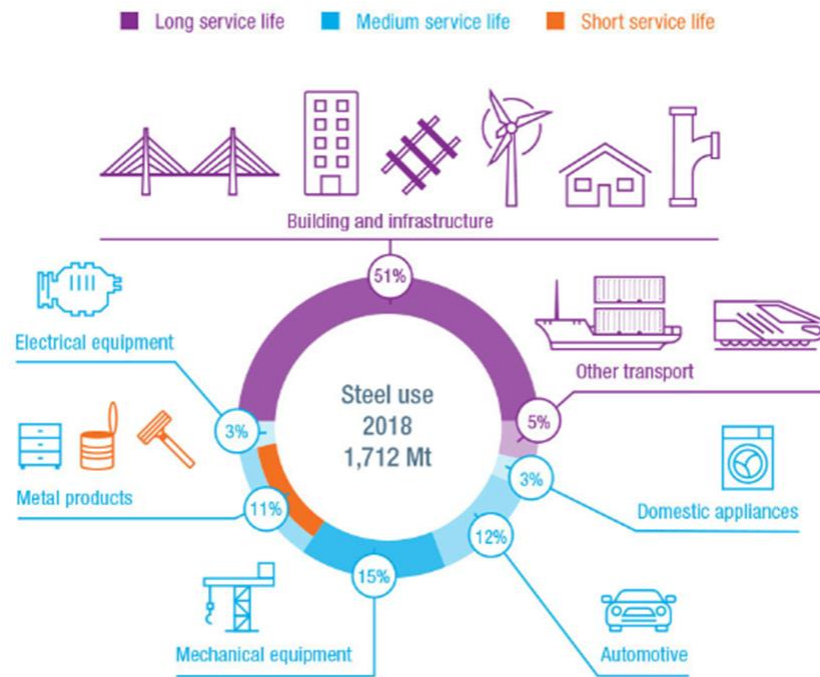 Long service life
Medium service life
Short service life
Building and infrastructure
51%
Electrical equipment
3%
Other transport
5%
Steel use
2018
1,712 Mt
Metal products
11%
Domestic appliances
3%
12%
Automotive
15%
Mechanical equipment